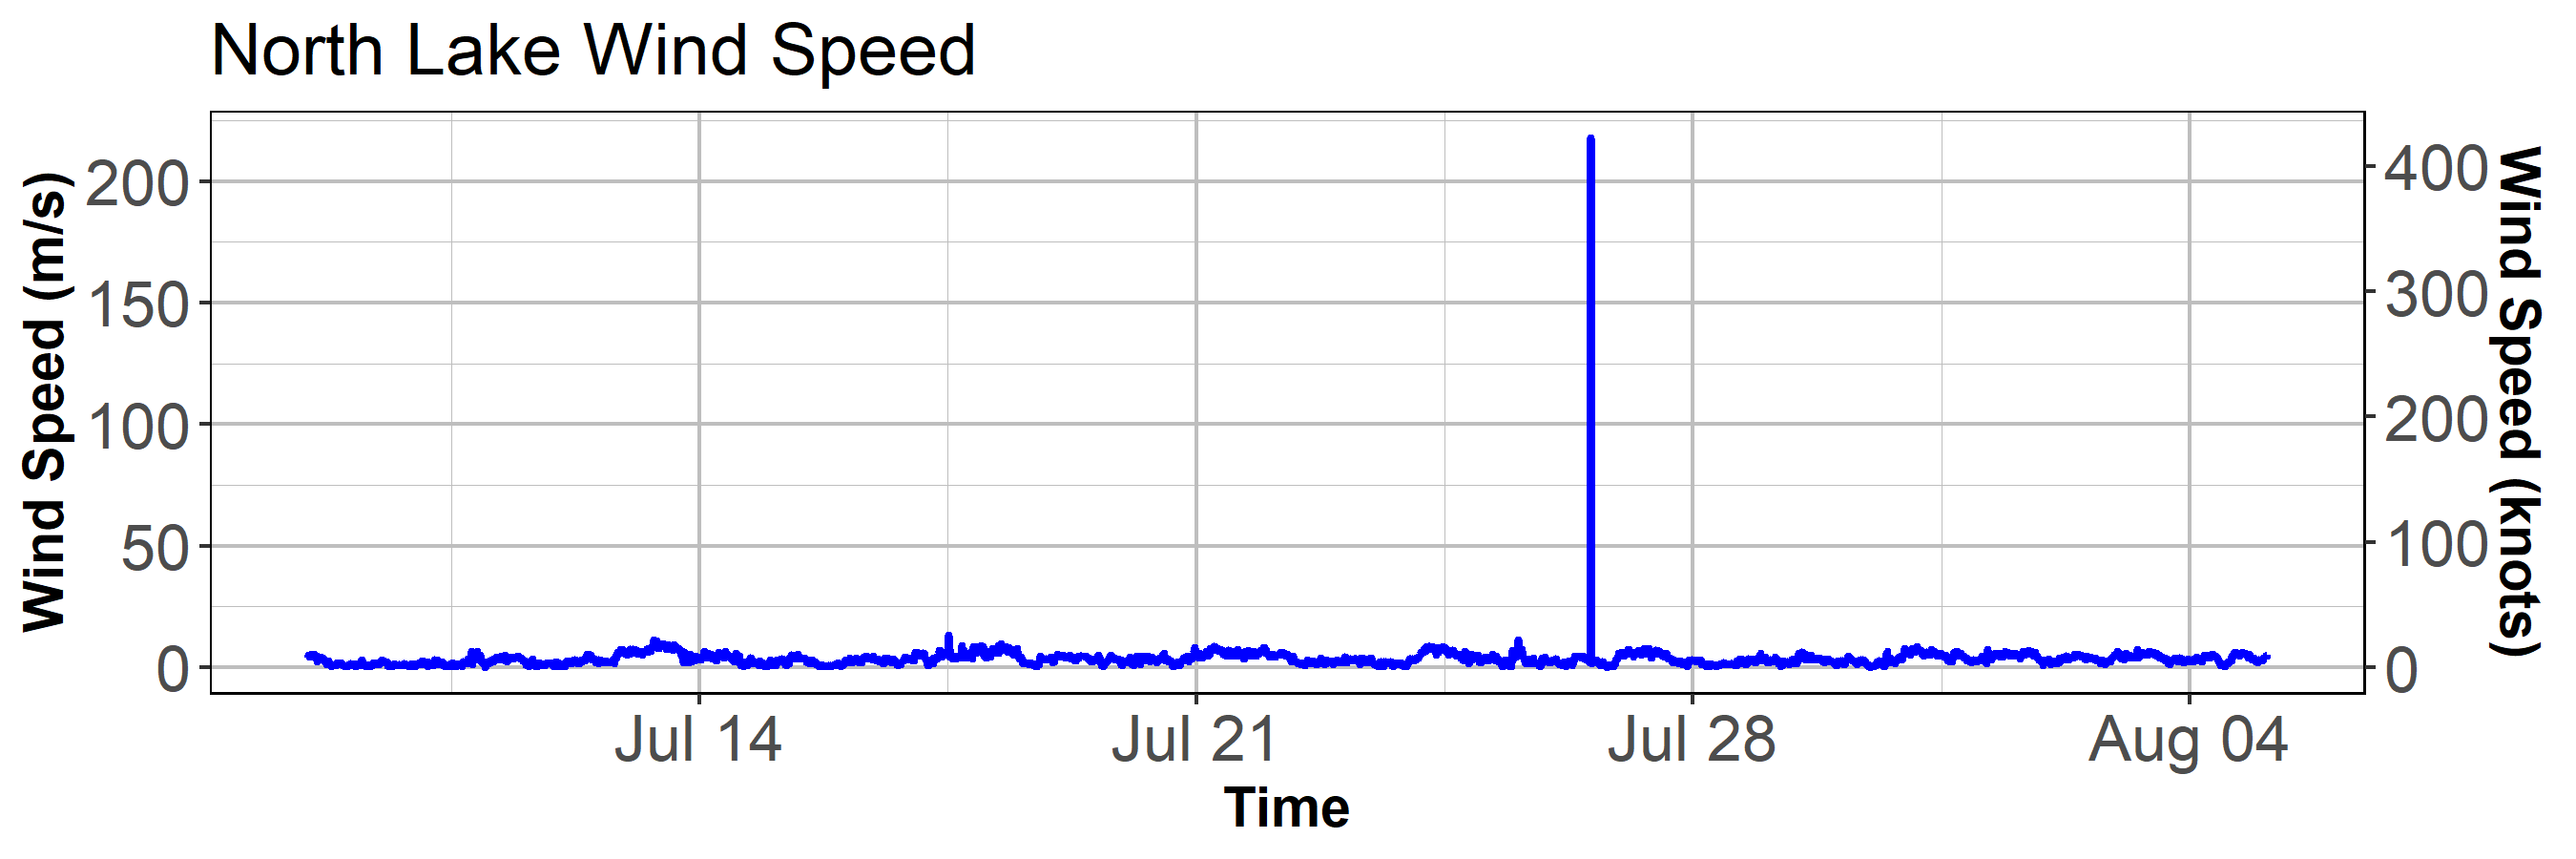 North Lake Wind Speed
Wind Speed (m/s)
200
150
100
50
0
400
300
200
100
0
Wind Speed (knots)
Jul 14
Jul 21
Jul 28
Aug 04
Time